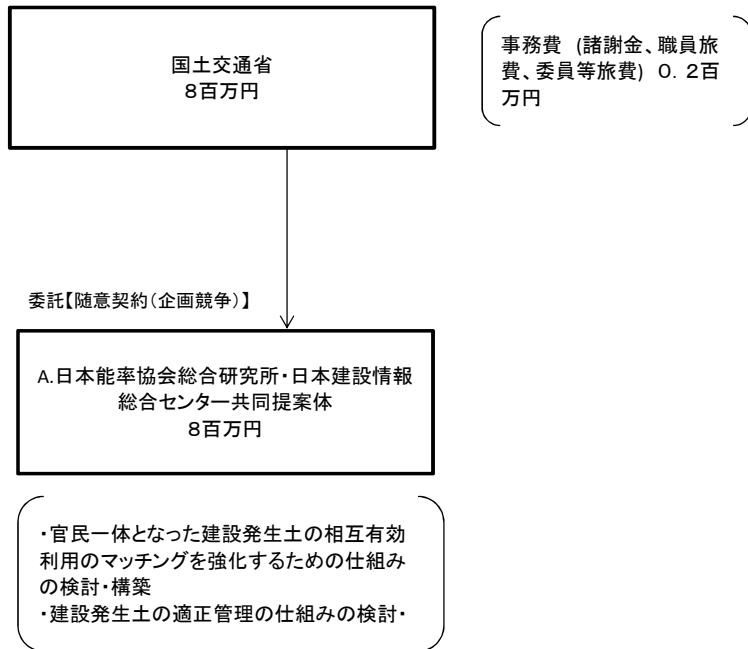 国土交通省
8百万円
事務費 (諸謝金、職員旅
費、委員等旅費) 0. 2百
万円
委託【随意契約(企画競争)】
A.日本能率協会総合研究所・日本建設情報
総合センター共同提案体
8百万円
・官民一体となった建設発生土の相互有効
利用のマッチングを強化するための仕組み
の検討・構築
・建設発生土の適正管理の仕組みの検討・